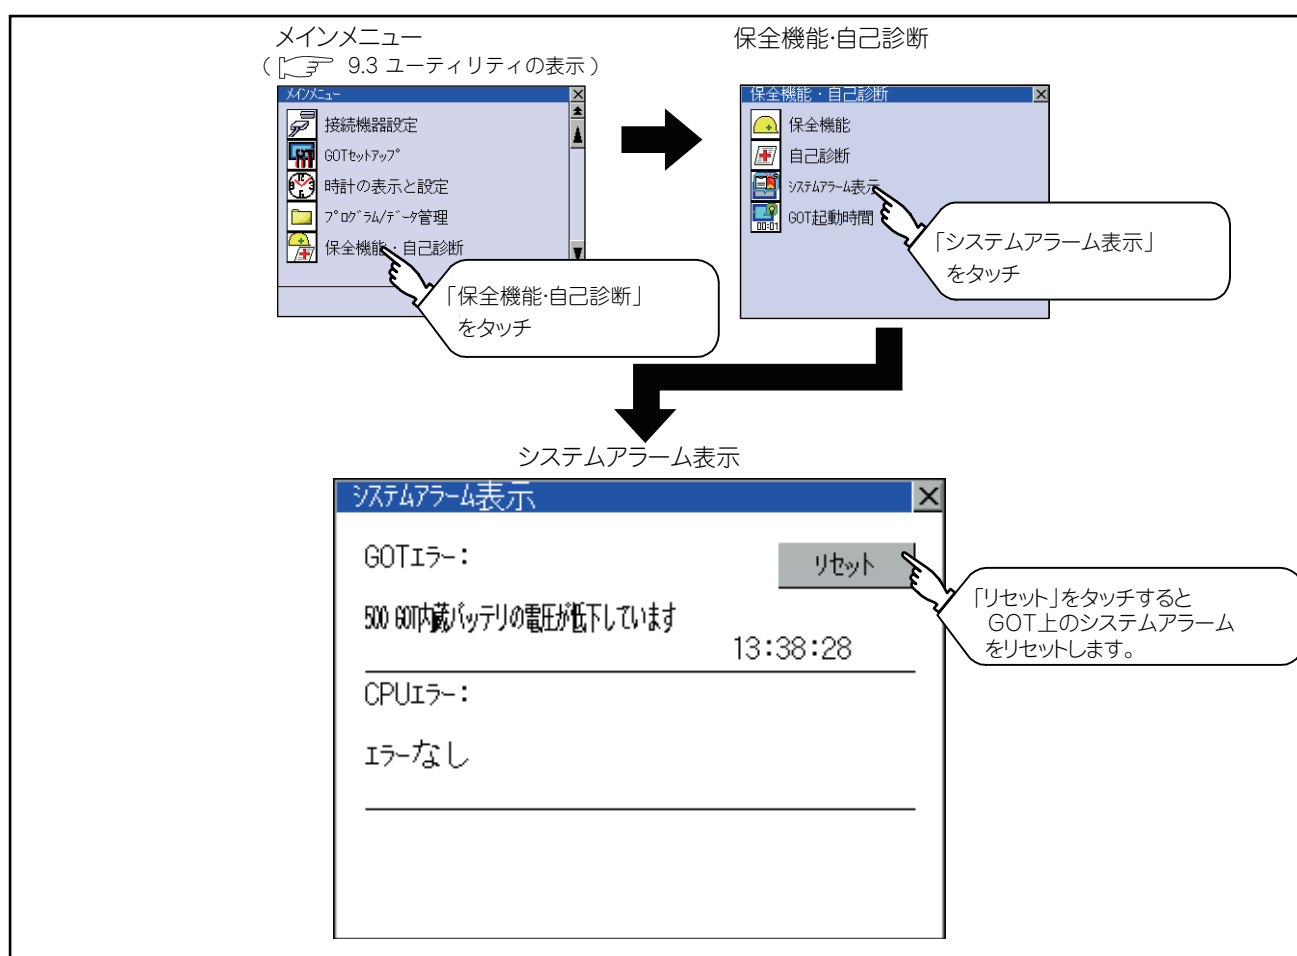 メインメニュー
( 9.3 ユーティリティの表示 )
ﾒｲﾝﾒﾆｭｰ
接続機器設定
GOTｾｯﾄｱｯﾌﾟ
時計の表示と設定
ﾌﾟﾛｸﾞﾗﾑ/ﾃﾞｰﾀ管理
保全機能・自己診断
「保全機能･自己診断」
をタッチ
保全機能･自己診断
保全機能・自己診断
保全機能
自己診断
ｼｽﾃﾑｱﾗｰﾑ表示
GOT起動時間
00:01
「システムアラーム表示」
をタッチ
システムアラーム表示
ｼｽﾃﾑｱﾗｰﾑ表示
GOTｴﾗｰ:
リセット
500 GOT内蔵バッテリの電圧が低下しています
13:38:28
CPUｴﾗｰ:
ｴﾗｰなし
「リセット」をタッチすると
GOT上のシステムアラーム
をリセットします。